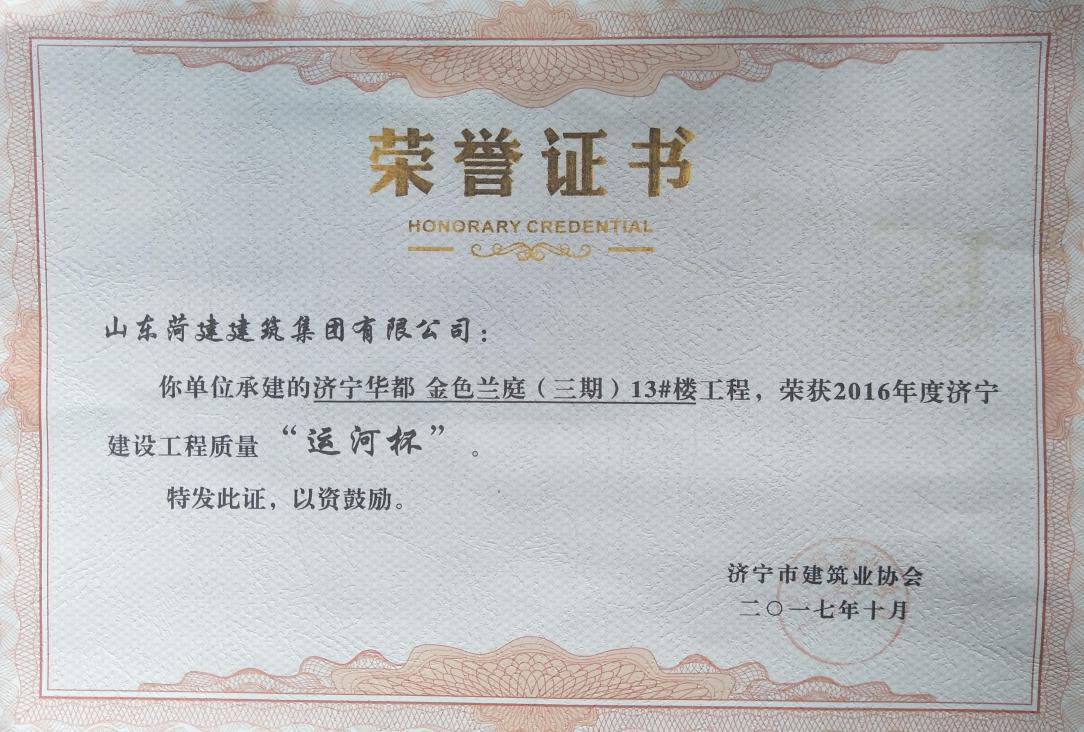 荣誉证书
HONORARY CREDENTIAL
山东菏建建筑集团有限公司：
你单位承建的济宁华都 金色兰庭（三期）13#楼工程，荣获2016年度济宁
建设工程质量“运河杯”。
特发此证，以资鼓励。
济宁市建筑业协会
二〇一七年十月